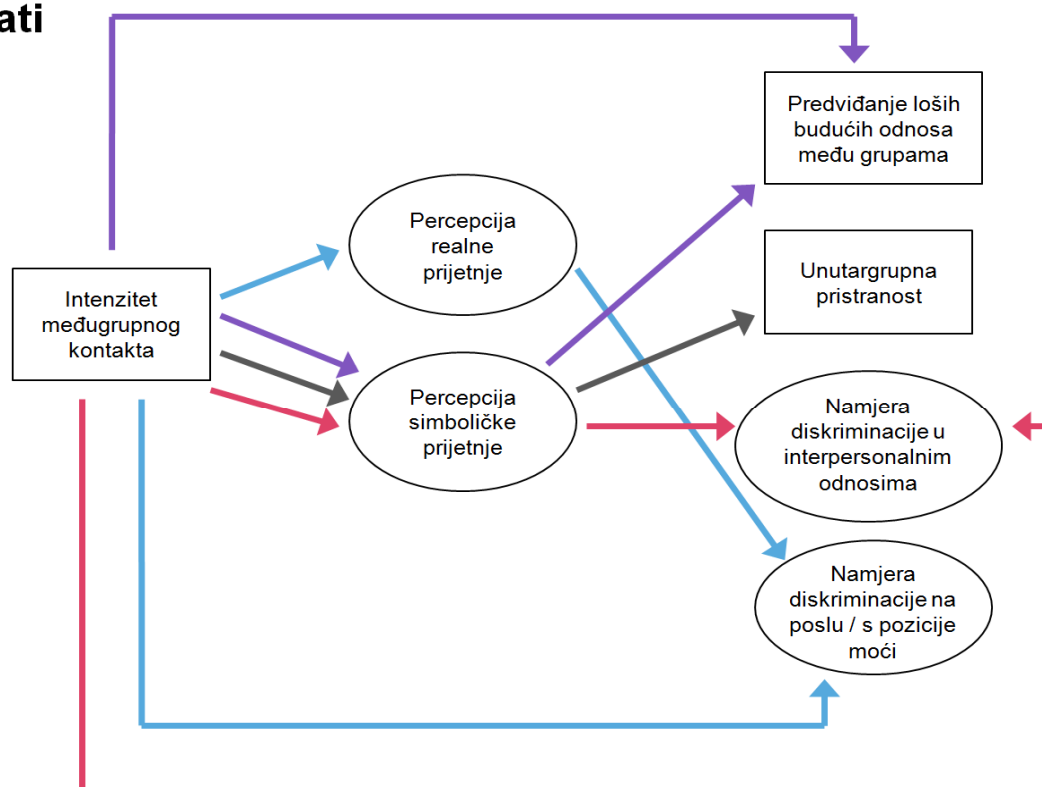 ati
Predviđanje loših
budućih odnosa
među grupama
Percepcija
realne
prijetnje
Unutargrupna
pristranost
Intenzitet
međugrupnog
kontakta
Percepcija
simboličke
prijetnje
Namjera
diskriminacije u
interpersonalnim
odnosima
Namjera
diskriminacije na
poslu / s pozicije
moći